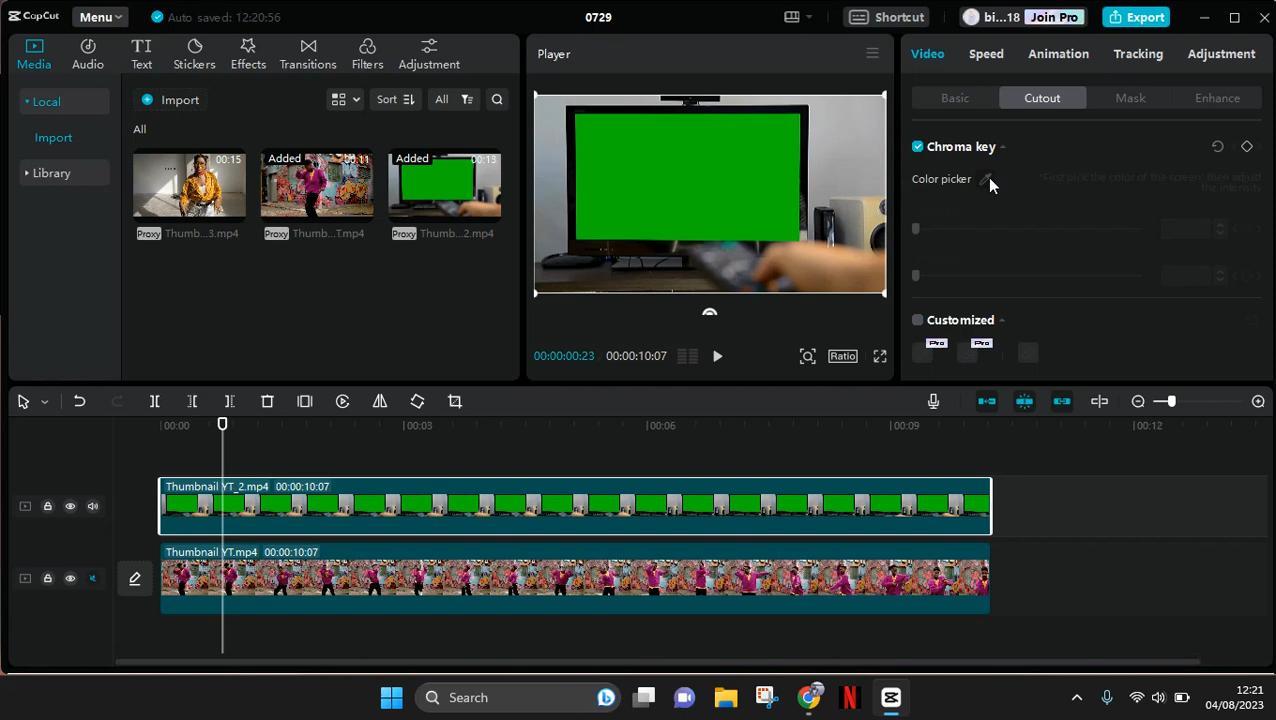 CapCut
Menu
Auto saved: 12:20:56
0729
Shortcut
bi...18
Join Pro
Export
Media
Audio
Text
Stickers
Effects
Transitions
Filters
Adjustment
Local
Import
Library
Import
Sort
All
All
00:15
Added
00:11
Added
00:13
Proxy Thumb...3.mp4
Proxy Thumb...T.mp4
Proxy Thumb...2.mp4
Player
00:00:00:23
00:00:10:07
Ratio
Video
Speed
Animation
Tracking
Adjustment
Basic
Cutout
Mask
Enhance
Chroma key
Color picker
*First pick the color of the screen, then adjust
the intensity
Customized
Pro
Pro
00:00
00:03
00:06
00:09
00:12
Thumbnail YT_2.mp4 00:00:10:07
Thumbnail YT.mp4 00:00:10:07
Search
12:21
04/08/2023